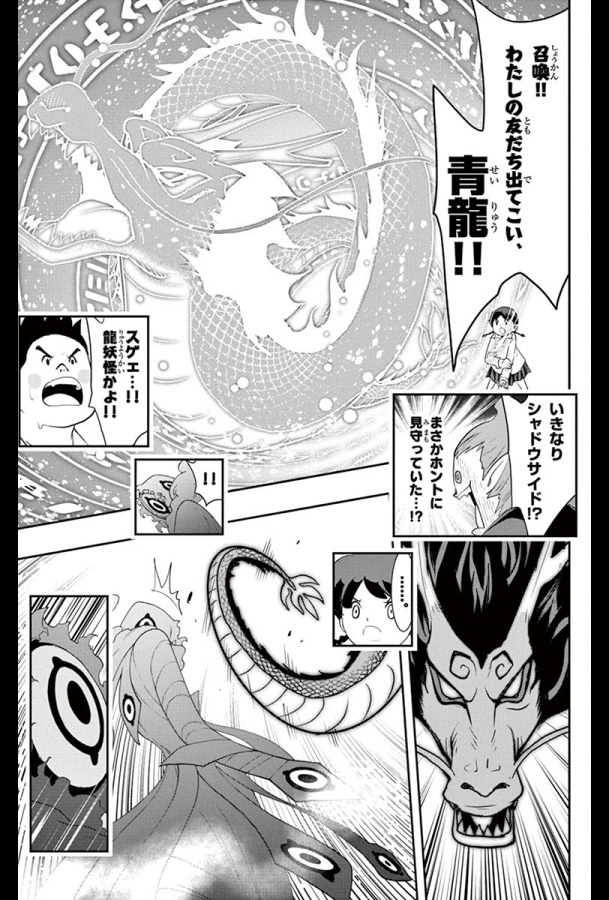 召喚!!
わたしの友だち出てこい、
青龍!!
いきなり
シャドウサイド!?
まさかホントに
見守っていた…!?
スゲェ…!!
龍妖怪かよ!!
!!
……。